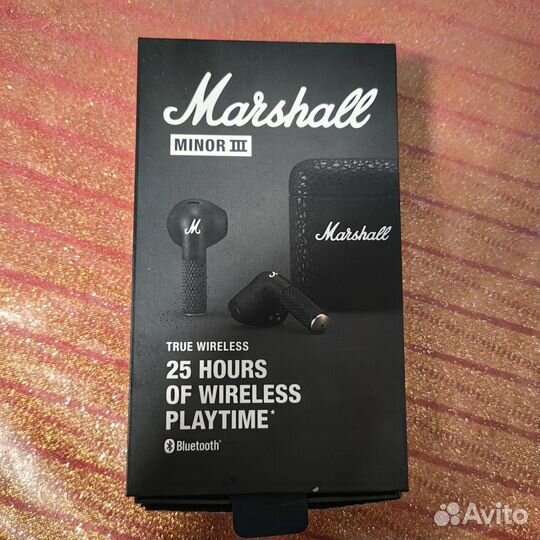 Marshall
MINOR III
M
Marshall
TRUE WIRELESS
25 HOURS
OF WIRELESS
PLAYTIME*
Bluetooth®
Avito